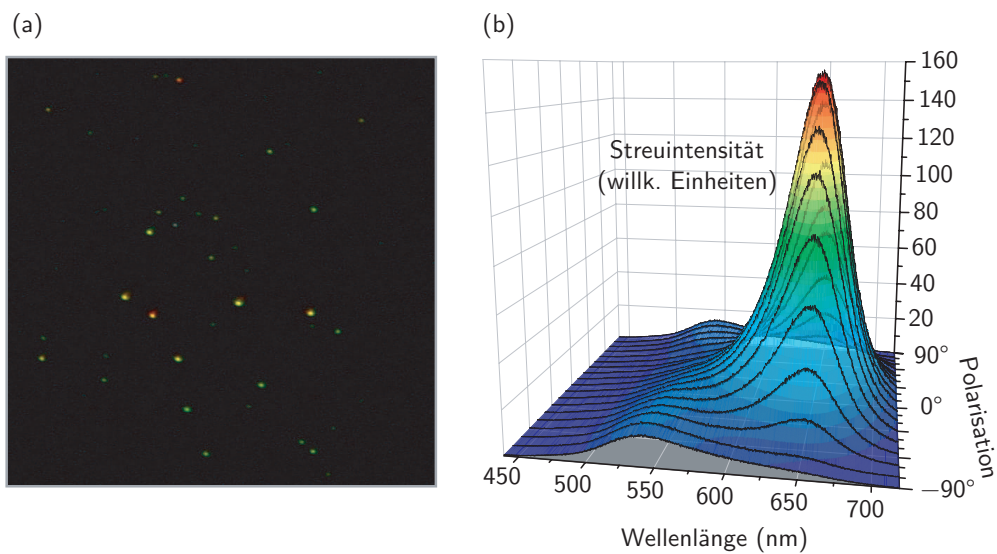 (a)
(b)
Streuintensität
(willk. Einheiten)
160
140
120
100
80
60
40
20
90°
0°
−90°
Polarisation
450
500
550
600
650
700
Wellenlänge (nm)